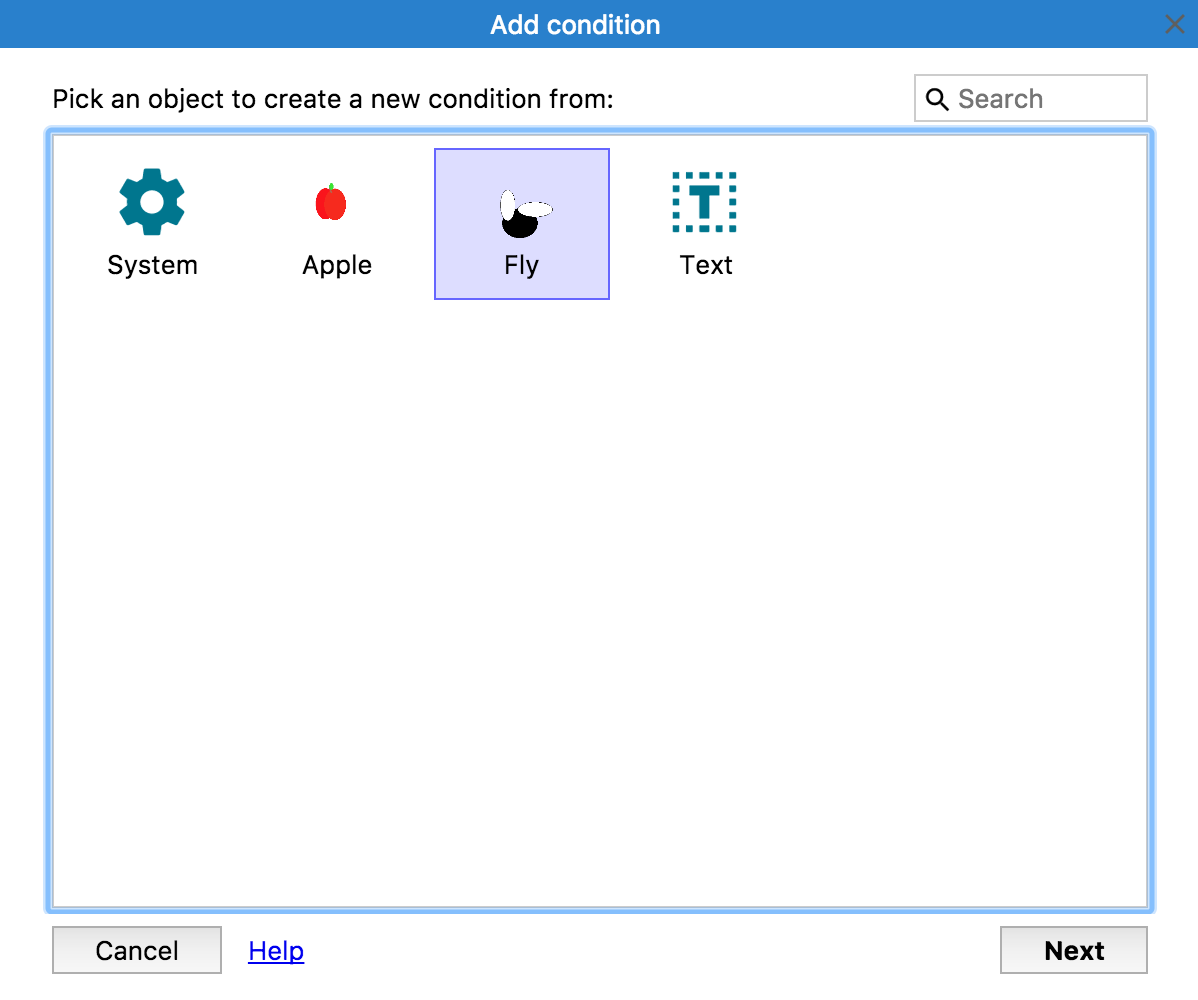 Add condition
Pick an object to create a new condition from:
Search
System
Apple
Fly
Text
Cancel
Help
Next